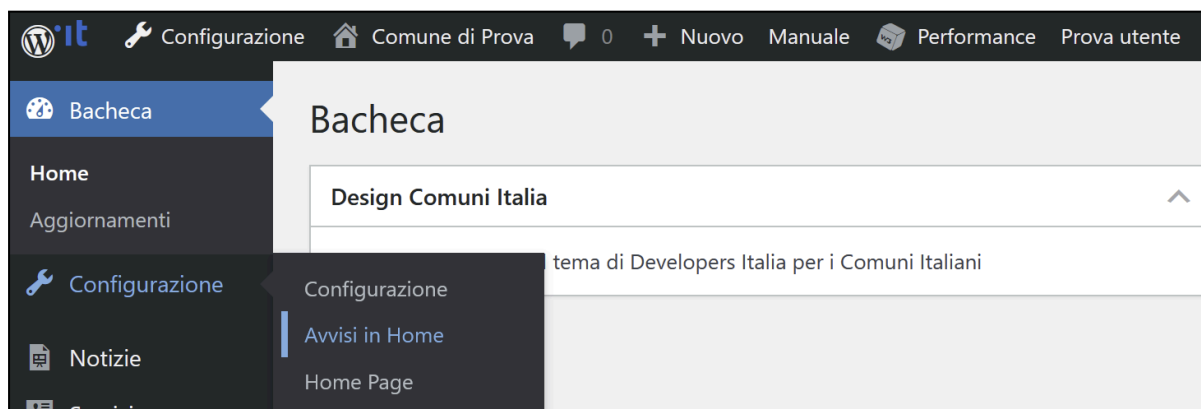 it Configurazione Comune di Prova 0 Nuovo Manuale Performance Prova utente
Bacheca
Bacheca
Home
Aggiornamenti
Design Comuni Italia
tema di Developers Italia per i Comuni Italiani
Configurazione
Configurazione
Avvisi in Home
Home Page
Notizie